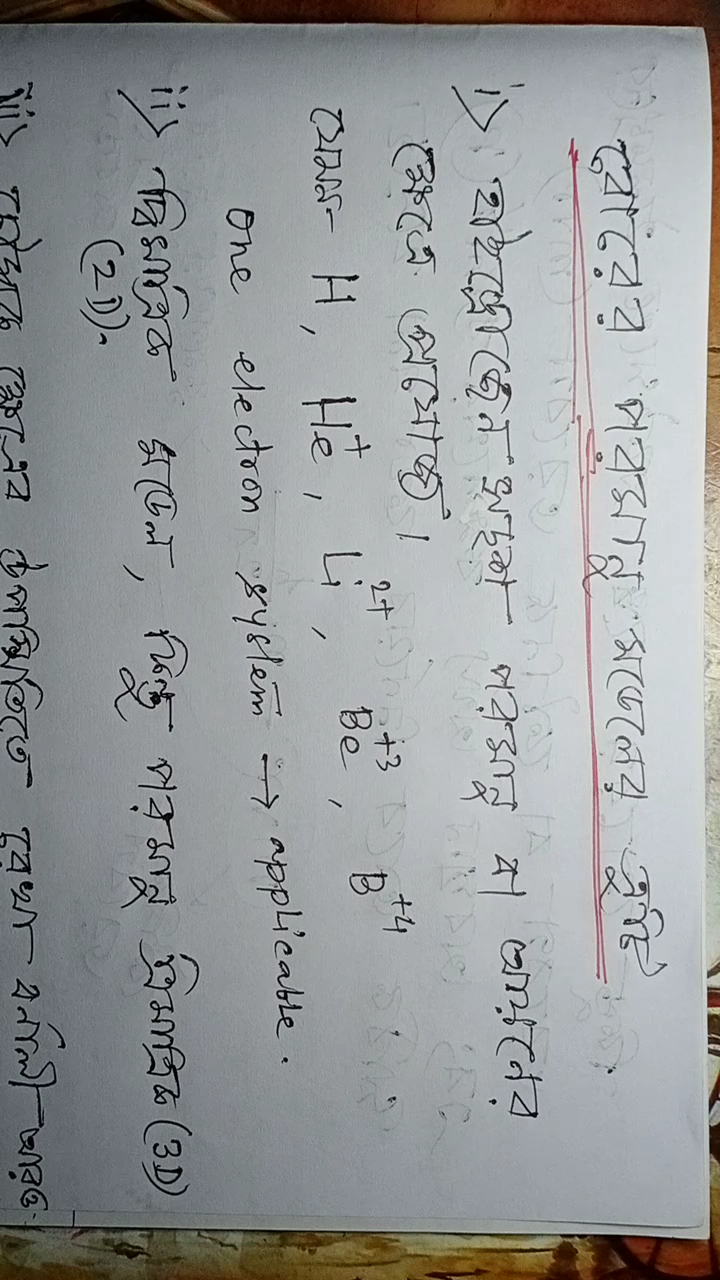 বোরের পরমাণু মডেলের ত্রুটি
i> হাইড্রোজেন সদৃশ পরমাণু বা আয়নের
ক্ষেত্রে প্রযোজ্য।
যেমন- H, He⁺, Li²⁺, Be⁺³, B⁺⁴
One electron system → applicable.
ii> দ্বিমাত্রিক মডেল, কিন্তু পরমাণু ত্রিমাত্রিক (3D)
(2D).
iii>